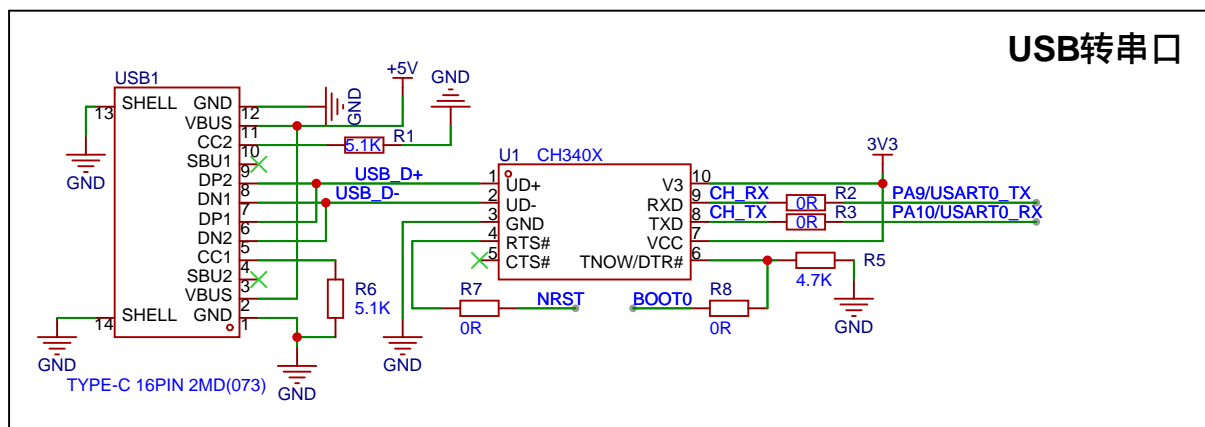 USB转串口
USB1
+5V
GND
13
SHELL
GND
12
GND
VBUS
11
CC2
10
5.1K
R1
SBU1
9
GND
DP2
8
USB_D+
DN1
7
USB_D-
DP1
6
DN2
5
CC1
4
SBU2
3
VBUS
2
14
SHELL
GND
1
GND
GND
R6
5.1K
TYPE-C 16PIN 2MD(073)
U1
CH340X
1
UD+
2
UD-
3
GND
4
RTS#
5
CTS#
V3
10
RXD
9
TXD
8
VCC
7
TNOW/DTR#
6
3V3
CH_RX
0R
R2
PA9/USART0_TX
CH_TX
0R
R3
PA10/USART0_RX
R5
4.7K
GND
R7
0R
NRST
BOOT0
R8
0R
GND